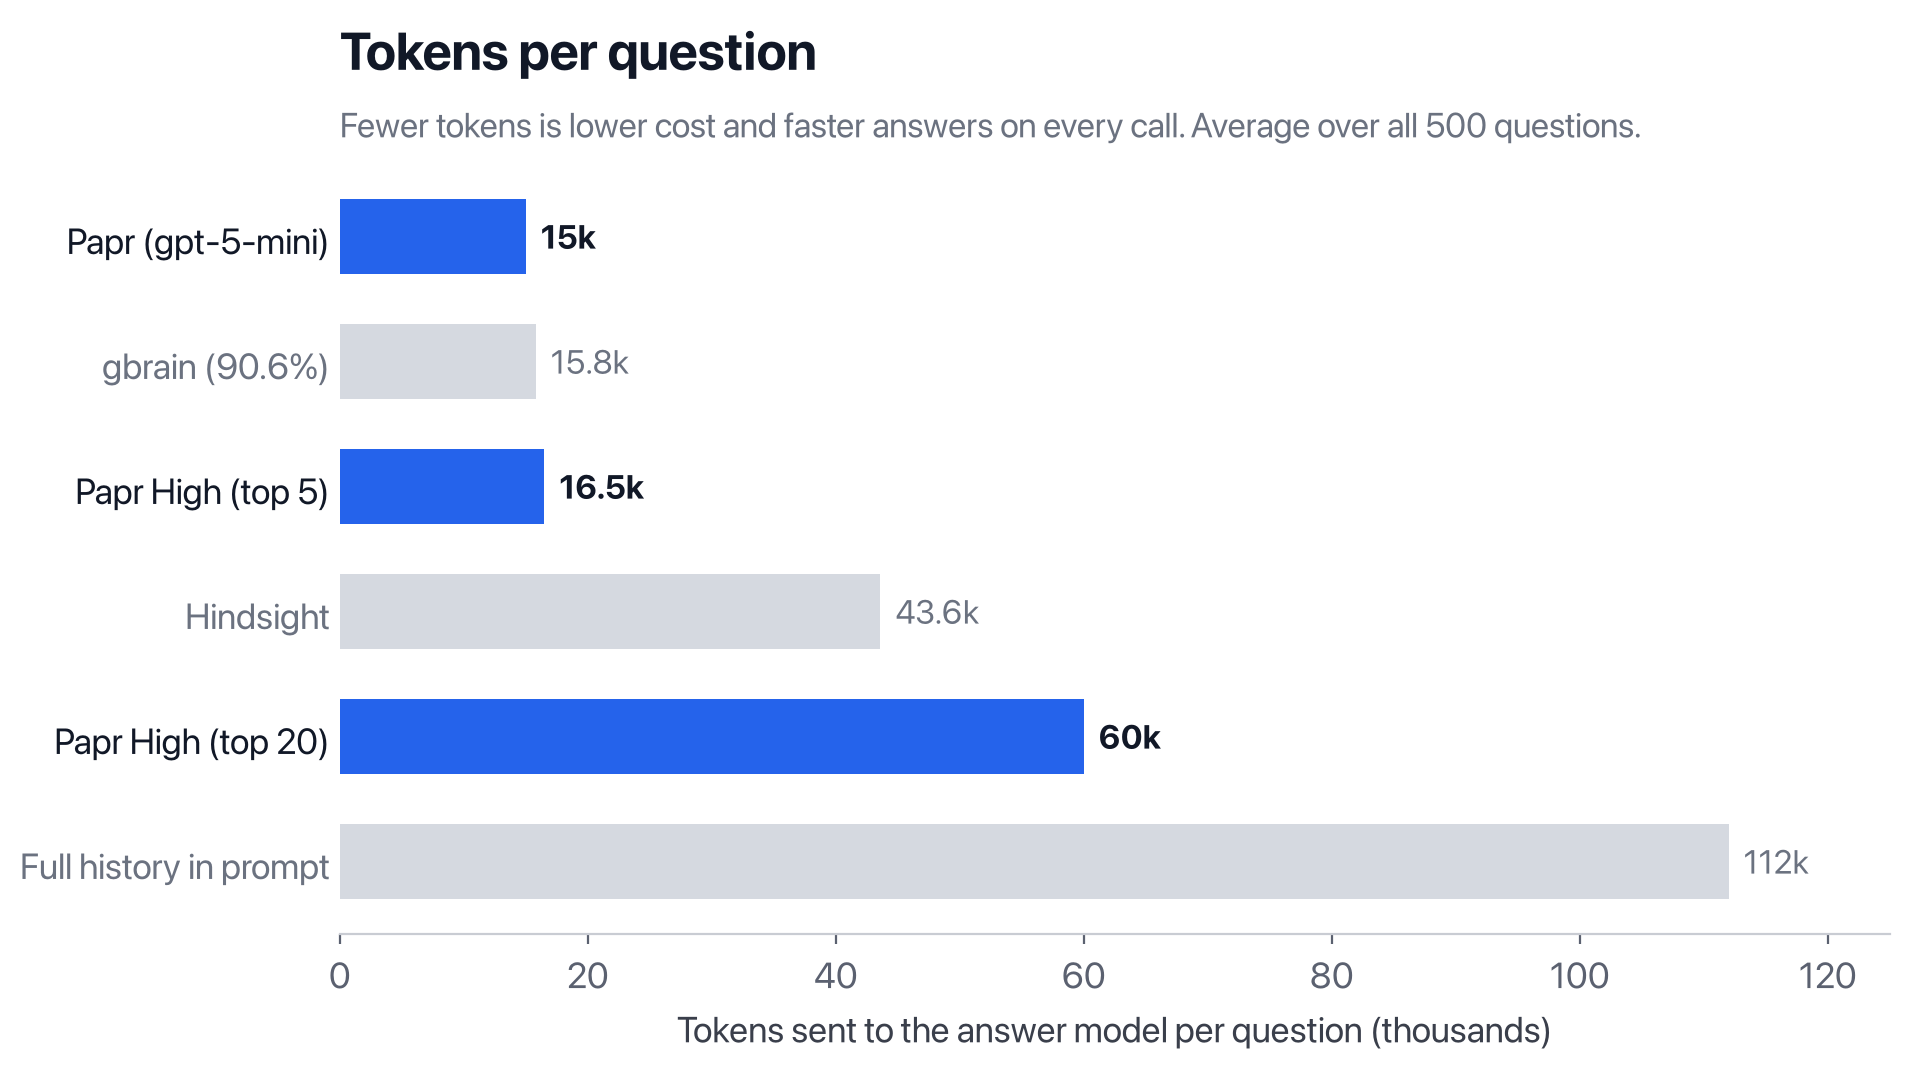 Tokens per question
Fewer tokens is lower cost and faster answers on every call. Average over all 500 questions.
Papr (gpt-5-mini) 15k
gbrain (90.6%) 15.8k
Papr High (top 5) 16.5k
Hindsight 43.6k
Papr High (top 20) 60k
Full history in prompt 112k
0 20 40 60 80 100 120
Tokens sent to the answer model per question (thousands)